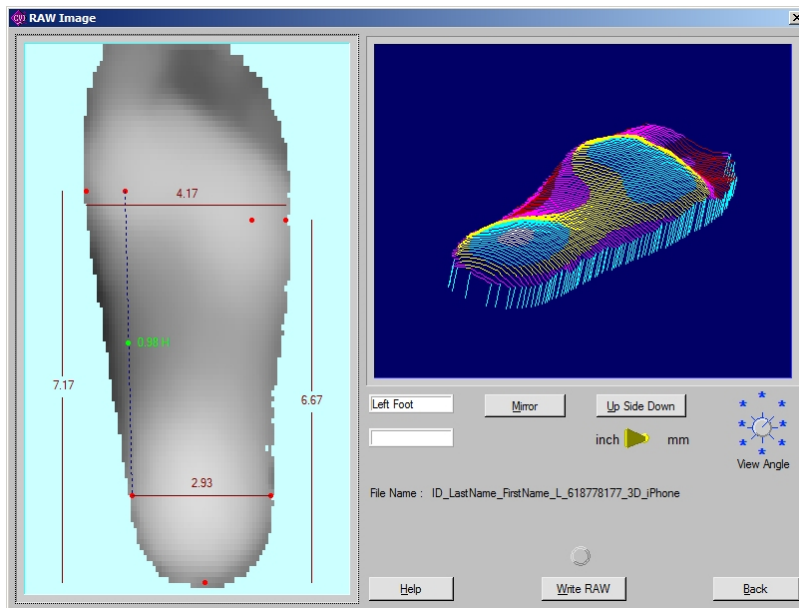 CVI RAW Image
4.17
0.98 H
7.17
6.67
2.93
Left Foot
Mirror
Up Side Down
inch mm
View Angle
File Name : ID_LastName_FirstName_L_618778177_3D_iPhone
Help
Write RAW
Back